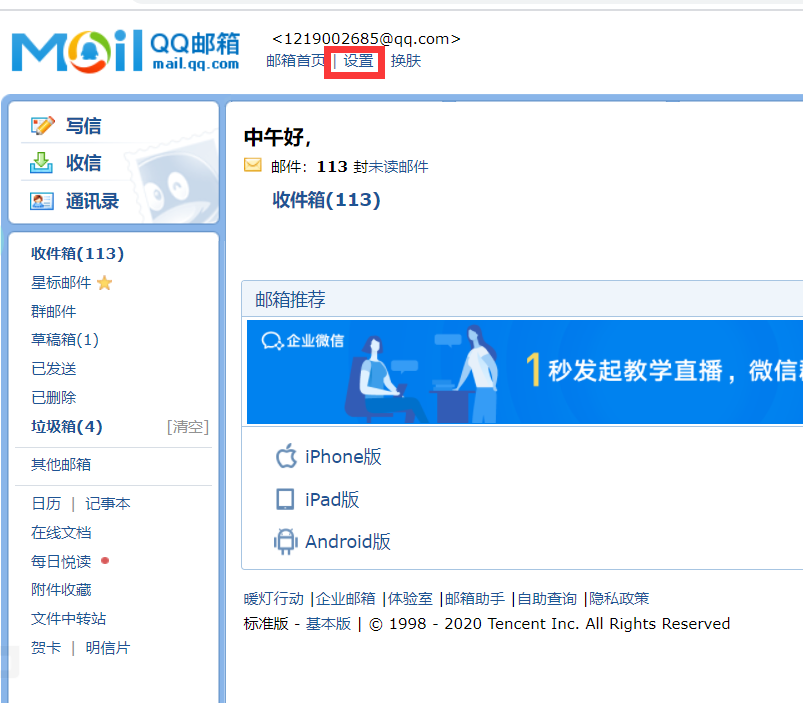 Mail QQ邮箱
mail.qq.com
<1219002685@qq.com>
邮箱首页 | 设置 换肤
写信
收信
通讯录
收件箱(113)
星标邮件
群邮件
草稿箱(1)
已发送
已删除
垃圾箱(4) [清空]
其他邮箱
日历 | 记事本
在线文档
每日悦读
附件收藏
文件中转站
贺卡 | 明信片
中午好,
邮件: 113 封未读邮件
收件箱(113)
邮箱推荐
企业微信
1秒发起教学直播，微信
iPhone版
iPad版
Android版
暖灯行动 |企业邮箱 |体验室 |邮箱助手 |自助查询 |隐私政策
标准版 - 基本版 | © 1998 - 2020 Tencent Inc. All Rights Reserved